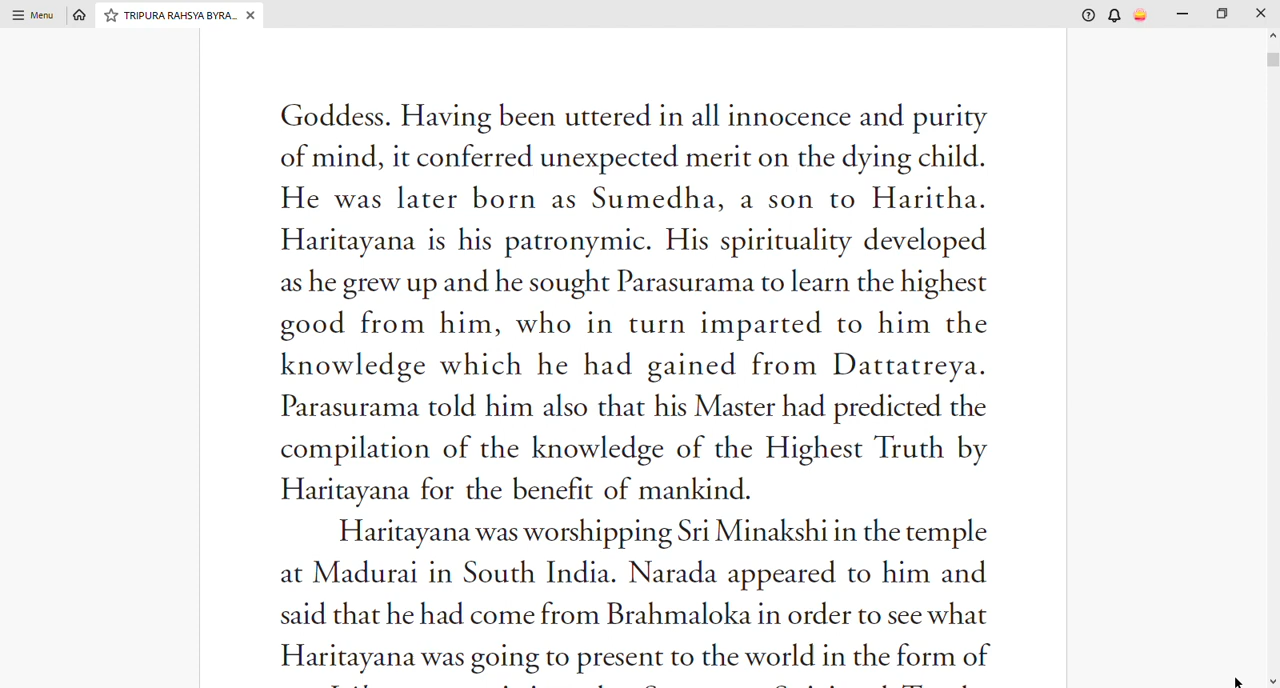 Menu
TRIPURA RAHSYA BYRA...
Goddess. Having been uttered in all innocence and purity
of mind, it conferred unexpected merit on the dying child.
He was later born as Sumedha, a son to Haritha.
Haritayana is his patronymic. His spirituality developed
as he grew up and he sought Parasurama to learn the highest
good from him, who in turn imparted to him the
knowledge which he had gained from Dattatreya.
Parasurama told him also that his Master had predicted the
compilation of the knowledge of the Highest Truth by
Haritayana for the benefit of mankind.
Haritayana was worshipping Sri Minakshi in the temple
at Madurai in South India. Narada appeared to him and
said that he had come from Brahmaloka in order to see what
Haritayana was going to present to the world in the form of